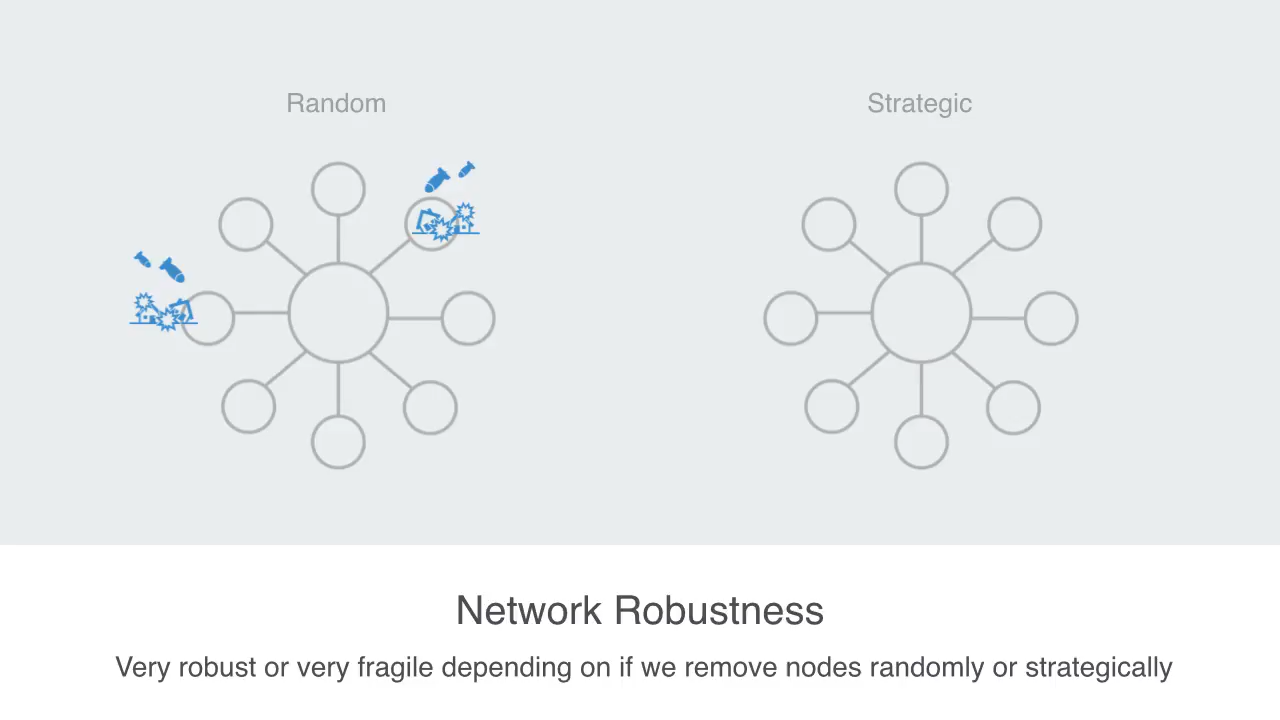 Random
Strategic
Network Robustness
Very robust or very fragile depending on if we remove nodes randomly or strategically